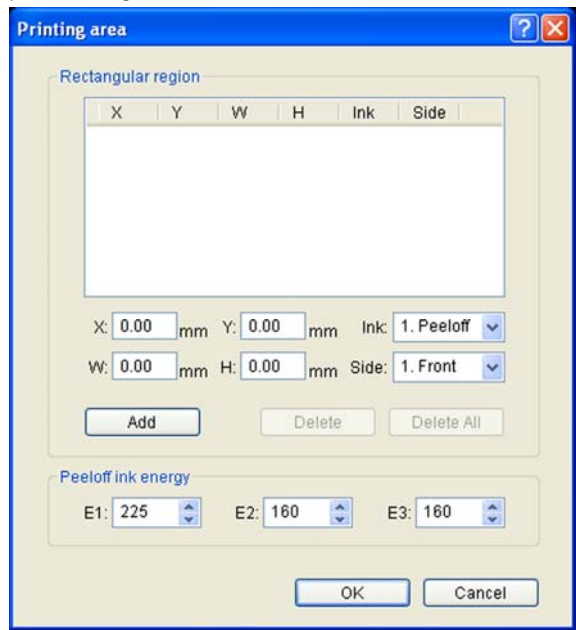 Printing area
Rectangular region
X Y W H Ink Side
X: 0.00 mm Y: 0.00 mm Ink: 1. Peeloff
W: 0.00 mm H: 0.00 mm Side: 1. Front
Add Delete Delete All
Peeloff ink energy
E1: 225 E2: 160 E3: 160
OK Cancel